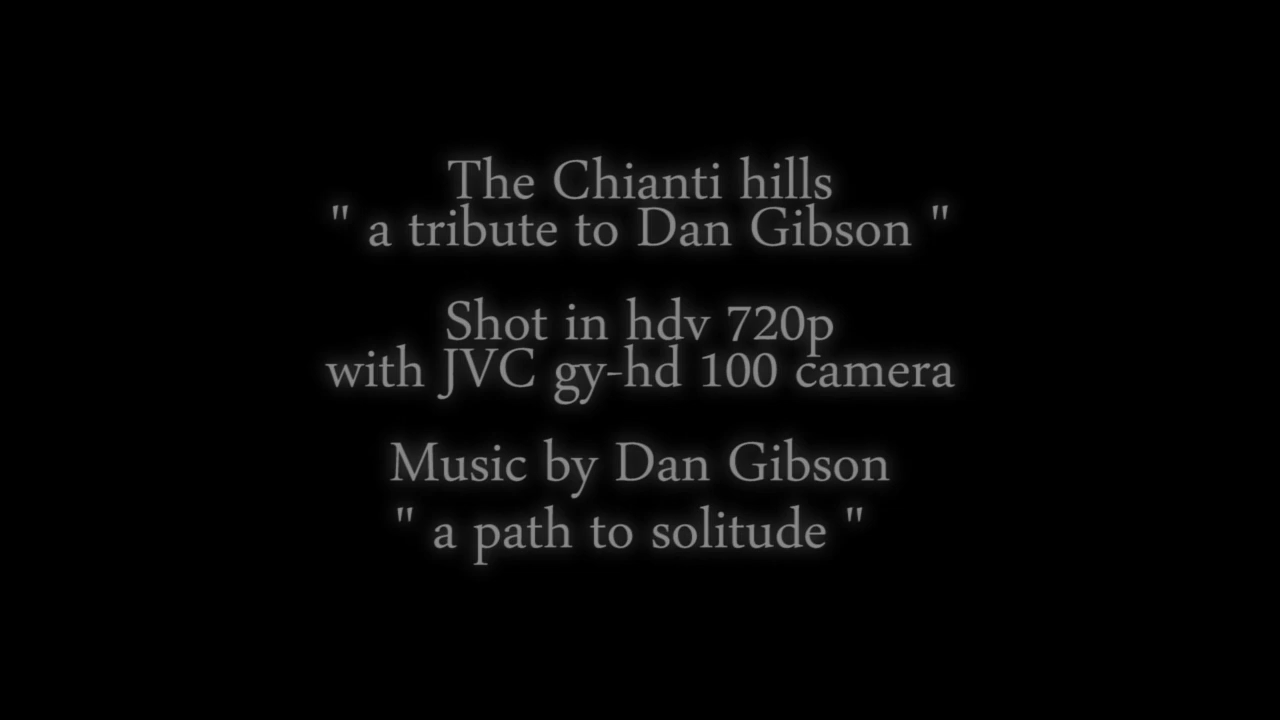 The Chianti hills
" a tribute to Dan Gibson "
Shot in hdv 720p
with JVC gy-hd 100 camera
Music by Dan Gibson
" a path to solitude "